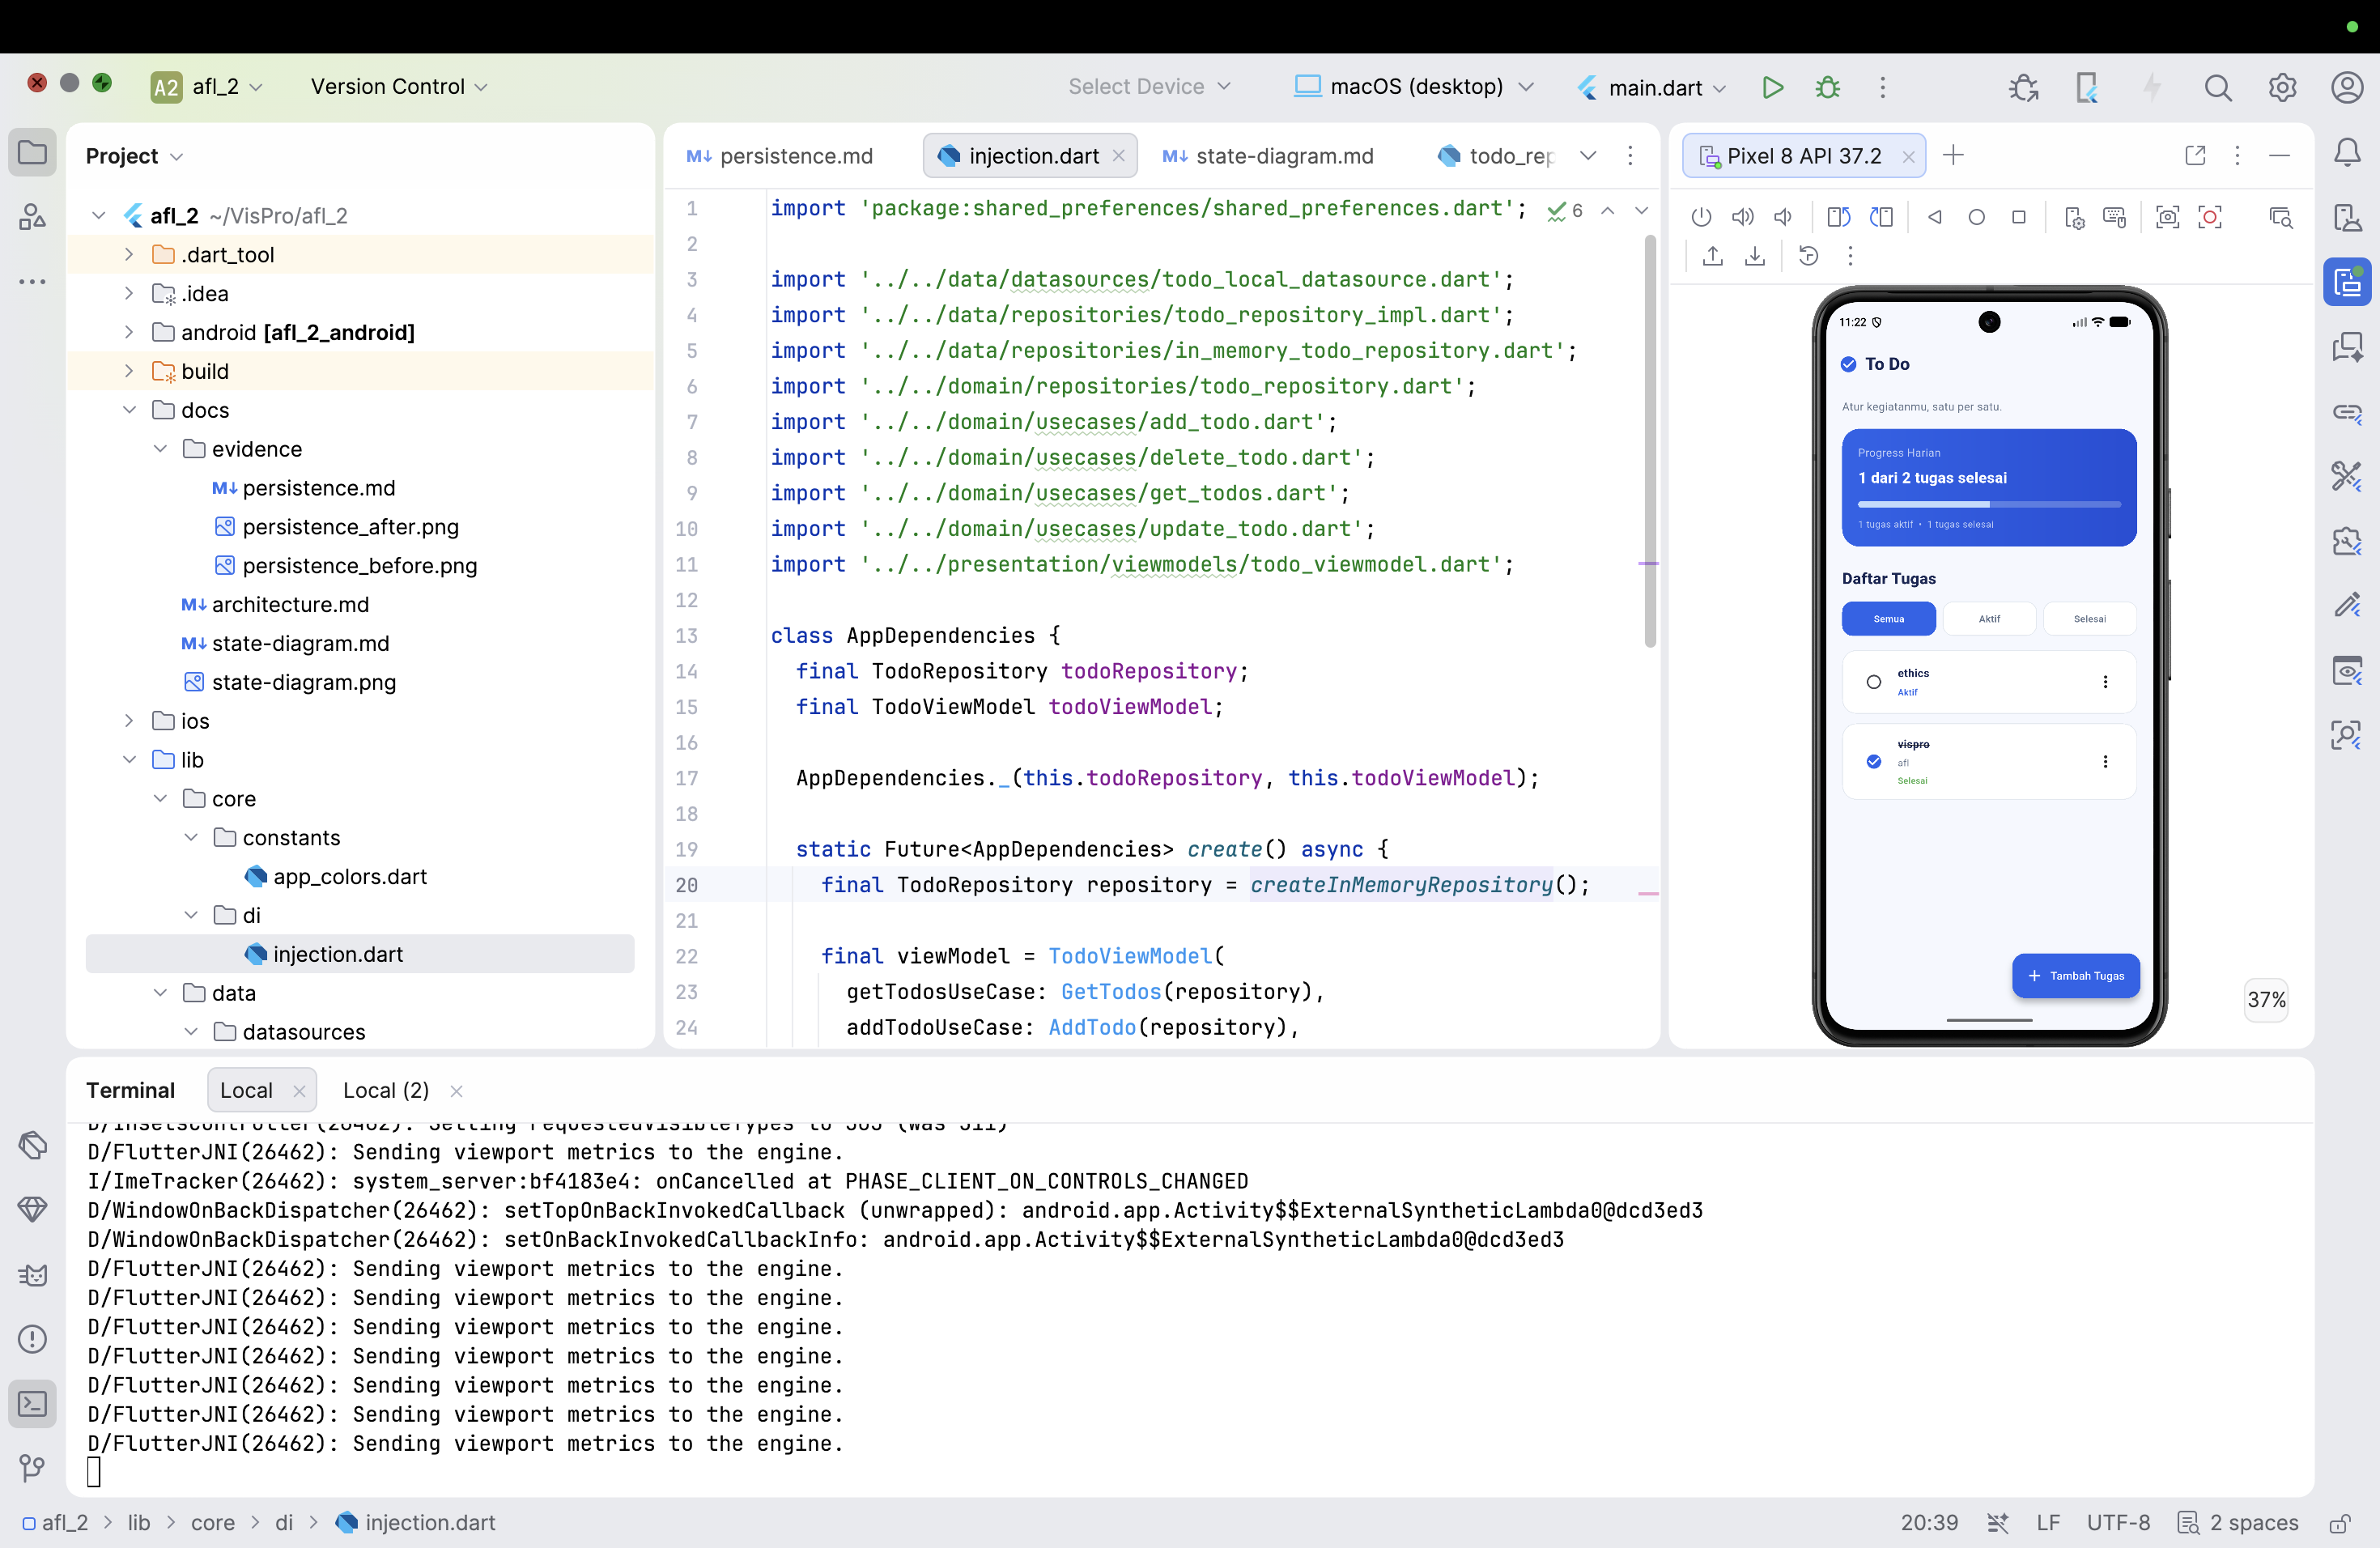 A2 afl_2 Version Control Select Device macOS (desktop) main.dart
Project
afl_2 ~/VisPro/afl_2
.dart_tool
.idea
android [afl_2_android]
build
docs
evidence
M↓ persistence.md
persistence_after.png
persistence_before.png
M↓ architecture.md
M↓ state-diagram.md
state-diagram.png
ios
lib
core
constants
app_colors.dart
di
injection.dart
data
datasources
M↓ persistence.md injection.dart M↓ state-diagram.md todo_rep
6
1 import 'package:shared_preferences/shared_preferences.dart';
2
3 import '../../data/datasources/todo_local_datasource.dart';
4 import '../../data/repositories/todo_repository_impl.dart';
5 import '../../data/repositories/in_memory_todo_repository.dart';
6 import '../../domain/repositories/todo_repository.dart';
7 import '../../domain/usecases/add_todo.dart';
8 import '../../domain/usecases/delete_todo.dart';
9 import '../../domain/usecases/get_todos.dart';
10 import '../../domain/usecases/update_todo.dart';
11 import '../../presentation/viewmodels/todo_viewmodel.dart';
12
13 class AppDependencies {
14 final TodoRepository todoRepository;
15 final TodoViewModel todoViewModel;
16
17 AppDependencies._(this.todoRepository, this.todoViewModel);
18
19 static Future<AppDependencies> create() async {
20 final TodoRepository repository = createInMemoryRepository();
21
22 final viewModel = TodoViewModel(
23 getTodosUseCase: GetTodos(repository),
24 addTodoUseCase: AddTodo(repository),
Pixel 8 API 37.2
11:22
To Do
Atur kegiatanmu, satu per satu.
Progress Harian
1 dari 2 tugas selesai
1 tugas aktif • 1 tugas selesai
Daftar Tugas
Semua Aktif Selesai
ethics
Aktif
vispro
afl
Selesai
+ Tambah Tugas
37%
Terminal Local Local (2)
D/InsetsController(26462): Setting requestedVisibleTypes to 503 (was 511)
D/FlutterJNI(26462): Sending viewport metrics to the engine.
I/ImeTracker(26462): system_server:bf4183e4: onCancelled at PHASE_CLIENT_ON_CONTROLS_CHANGED
D/WindowOnBackDispatcher(26462): setTopOnBackInvokedCallback (unwrapped): android.app.Activity$$ExternalSyntheticLambda0@dcd3ed3
D/WindowOnBackDispatcher(26462): setOnBackInvokedCallbackInfo: android.app.Activity$$ExternalSyntheticLambda0@dcd3ed3
D/FlutterJNI(26462): Sending viewport metrics to the engine.
D/FlutterJNI(26462): Sending viewport metrics to the engine.
D/FlutterJNI(26462): Sending viewport metrics to the engine.
D/FlutterJNI(26462): Sending viewport metrics to the engine.
D/FlutterJNI(26462): Sending viewport metrics to the engine.
D/FlutterJNI(26462): Sending viewport metrics to the engine.
D/FlutterJNI(26462): Sending viewport metrics to the engine.
afl_2 > lib > core > di > injection.dart 20:39 LF UTF-8 2 spaces